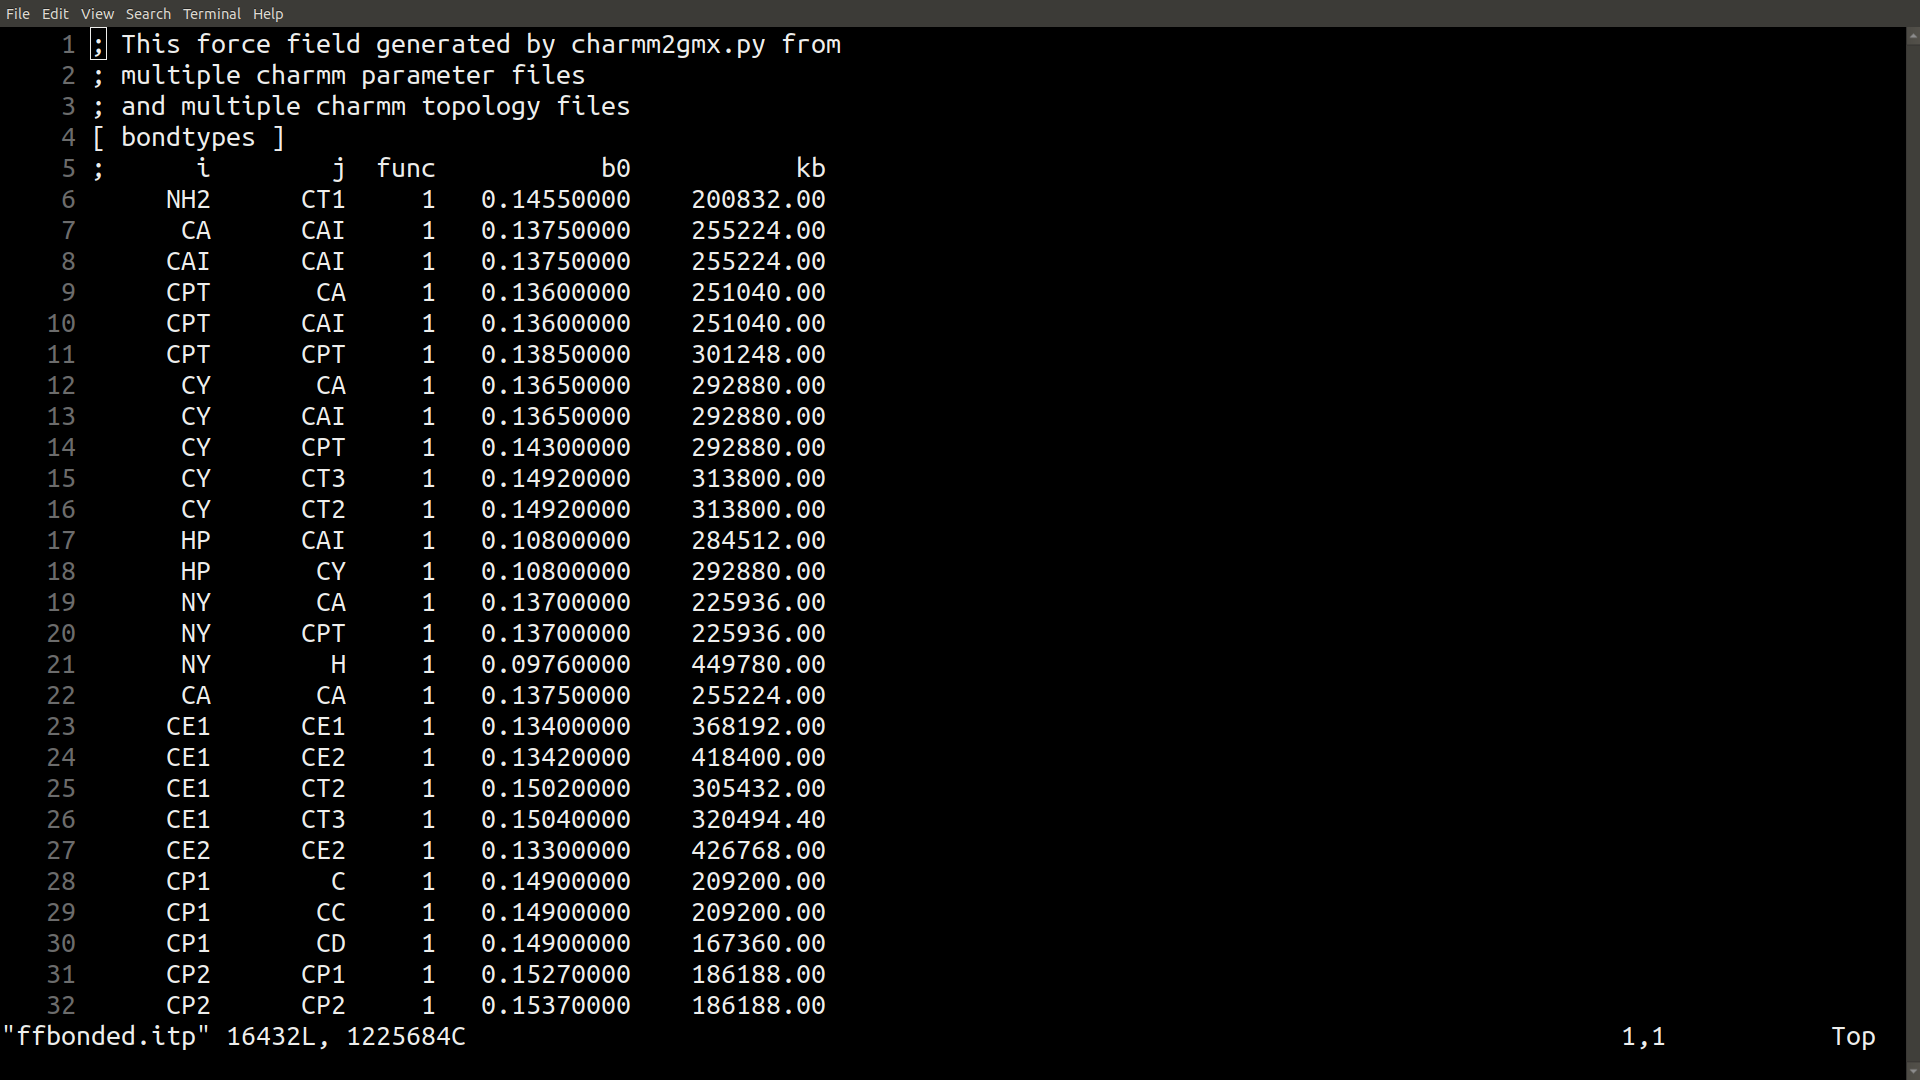 File Edit View Search Terminal Help
1 ; This force field generated by charmm2gmx.py from
2 ; multiple charmm parameter files
3 ; and multiple charmm topology files
4 [ bondtypes ]
5 ;      i        j  func           b0           kb
6     NH2      CT1     1   0.14550000    200832.00
7      CA      CAI     1   0.13750000    255224.00
8     CAI      CAI     1   0.13750000    255224.00
9     CPT       CA     1   0.13600000    251040.00
10     CPT      CAI     1   0.13600000    251040.00
11     CPT      CPT     1   0.13850000    301248.00
12      CY       CA     1   0.13650000    292880.00
13      CY      CAI     1   0.13650000    292880.00
14      CY      CPT     1   0.14300000    292880.00
15      CY      CT3     1   0.14920000    313800.00
16      CY      CT2     1   0.14920000    313800.00
17      HP      CAI     1   0.10800000    284512.00
18      HP       CY     1   0.10800000    292880.00
19      NY       CA     1   0.13700000    225936.00
20      NY      CPT     1   0.13700000    225936.00
21      NY        H     1   0.09760000    449780.00
22      CA       CA     1   0.13750000    255224.00
23     CE1      CE1     1   0.13400000    368192.00
24     CE1      CE2     1   0.13420000    418400.00
25     CE1      CT2     1   0.15020000    305432.00
26     CE1      CT3     1   0.15040000    320494.40
27     CE2      CE2     1   0.13300000    426768.00
28     CP1        C     1   0.14900000    209200.00
29     CP1       CC     1   0.14900000    209200.00
30     CP1       CD     1   0.14900000    167360.00
31     CP2      CP1     1   0.15270000    186188.00
32     CP2      CP2     1   0.15370000    186188.00
"ffbonded.itp" 16432L, 1225684C 1,1 Top